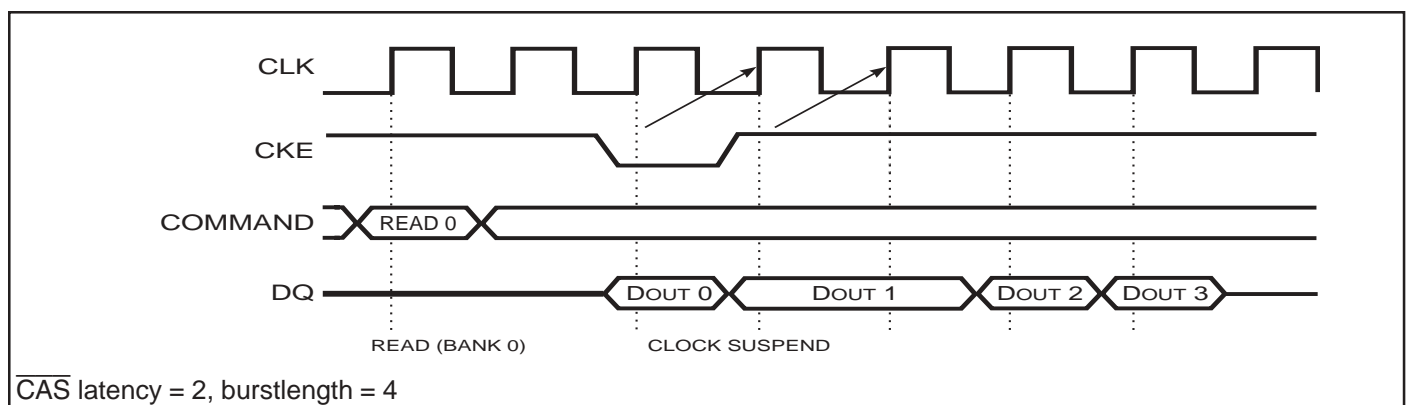 CLK
CKE
COMMAND READ 0
DQ DOUT 0 DOUT 1 DOUT 2 DOUT 3
READ (BANK 0) CLOCK SUSPEND
CAS latency = 2, burstlength = 4